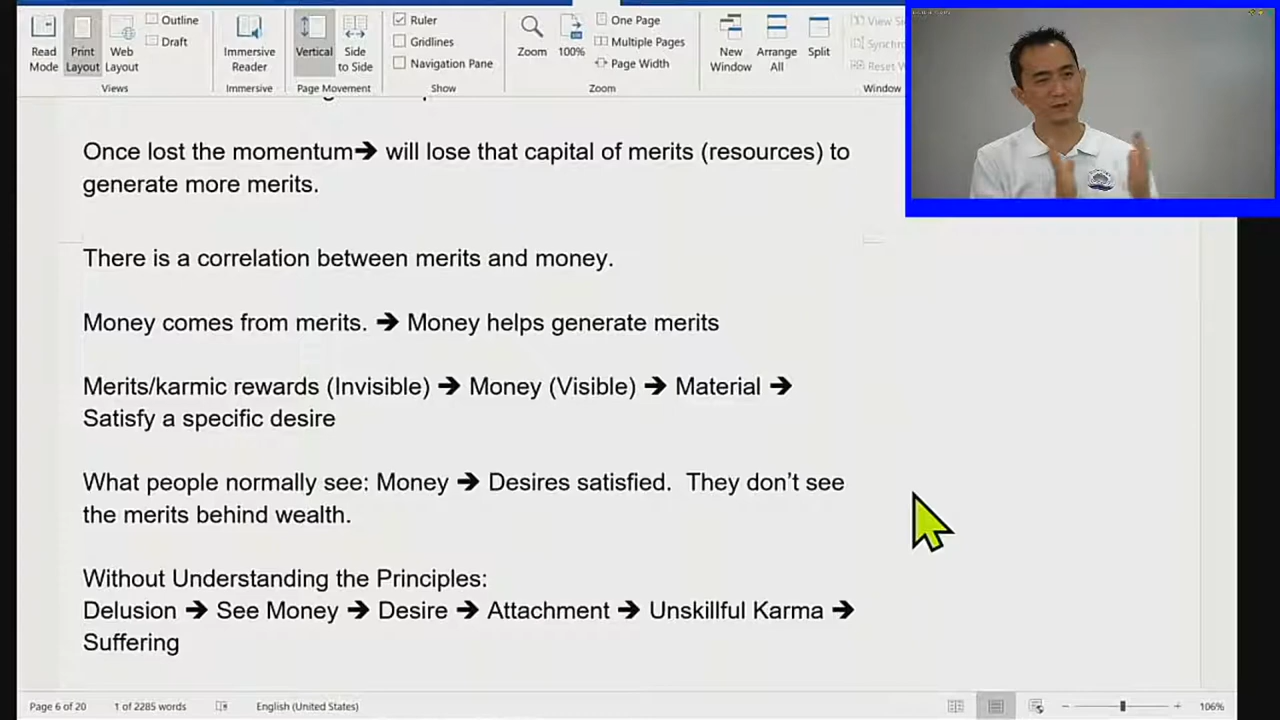 Read Mode
Print Layout
Web Layout
Outline
Draft
Views
Immersive Reader
Immersive
Vertical
Side to Side
Page Movement
Ruler
Gridlines
Navigation Pane
Show
Zoom
100%
One Page
Multiple Pages
Page Width
Zoom
New Window
Arrange All
Split
View
Reset
Window
Once lost the momentum➔ will lose that capital of merits (resources) to
generate more merits.
There is a correlation between merits and money.
Money comes from merits. ➔ Money helps generate merits
Merits/karmic rewards (Invisible) ➔ Money (Visible) ➔ Material ➔
Satisfy a specific desire
What people normally see: Money ➔ Desires satisfied. They don’t see
the merits behind wealth.
Without Understanding the Principles:
Delusion ➔ See Money ➔ Desire ➔ Attachment ➔ Unskillful Karma ➔
Suffering
Page 6 of 20 1 of 2285 words English (United States) 106%